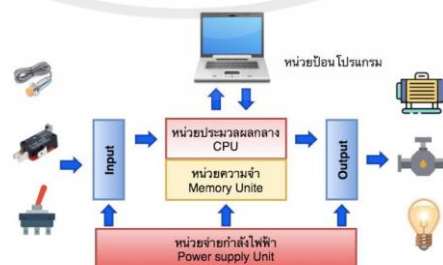 หน่วยป้อนโปรแกรม
Input
หน่วยประมวลผลกลาง
CPU
หน่วยความจำ
Memory Unite
Output
หน่วยจ่ายกำลังไฟฟ้า
Power supply Unit